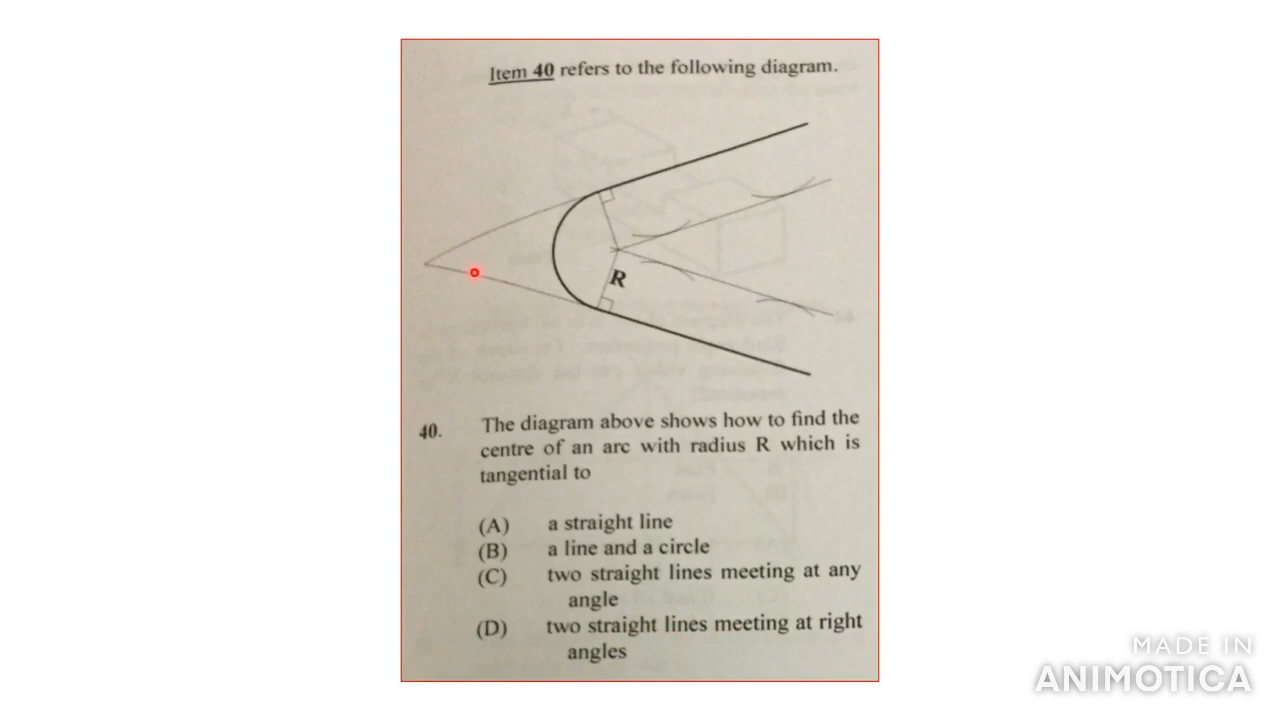 Item 40 refers to the following diagram.
R
40. The diagram above shows how to find the
centre of an arc with radius R which is
tangential to
(A) a straight line
(B) a line and a circle
(C) two straight lines meeting at any
angle
(D) two straight lines meeting at right
angles
MADE IN
ANIMOTICA